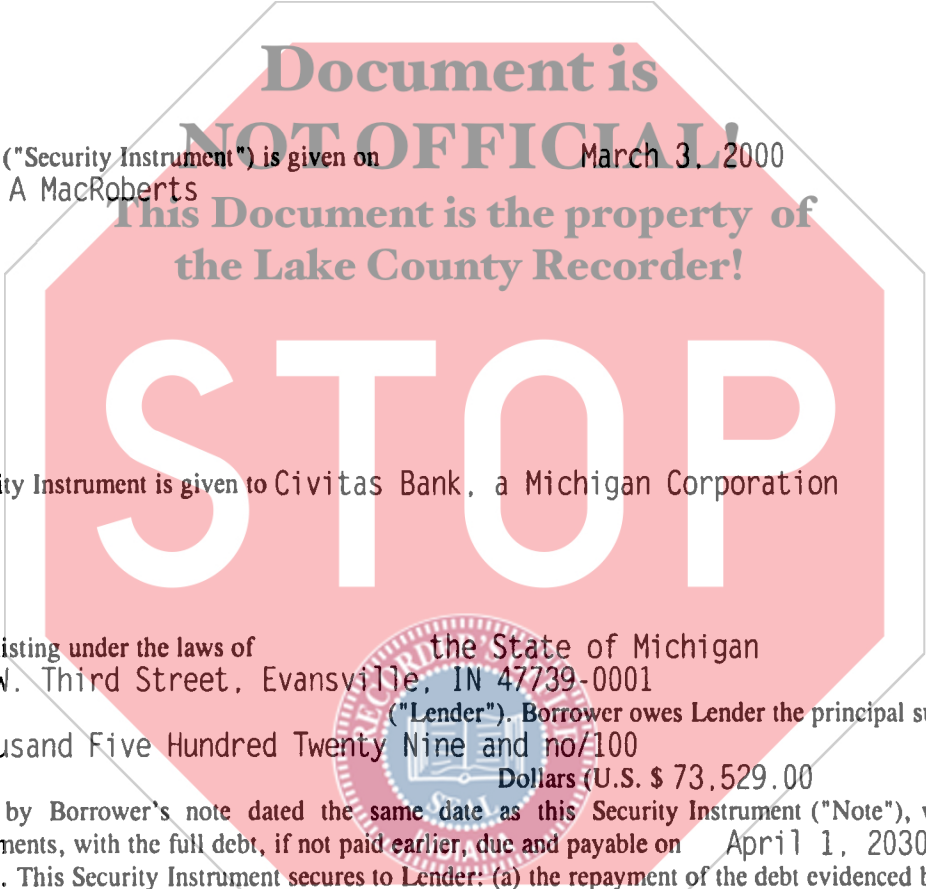 Document is
NOT OFFICIAL!
("Security Instrument") is given on March 3, 2000
A MacRoberts
This Document is the property of
the Lake County Recorder!
STOP
ity Instrument is given to Civitas Bank, a Michigan Corporation
isting under the laws of the State of Michigan
W. Third Street, Evansville, IN 47739-0001
("Lender"). Borrower owes Lender the principal su
usand Five Hundred Twenty Nine and no/100
Dollars (U.S. $ 73,529.00
by Borrower's note dated the same date as this Security Instrument ("Note"),
ments, with the full debt, if not paid earlier, due and payable on April 1, 2030
. This Security Instrument secures to Lender: (a) the repayment of the debt evidenced b
SEAL